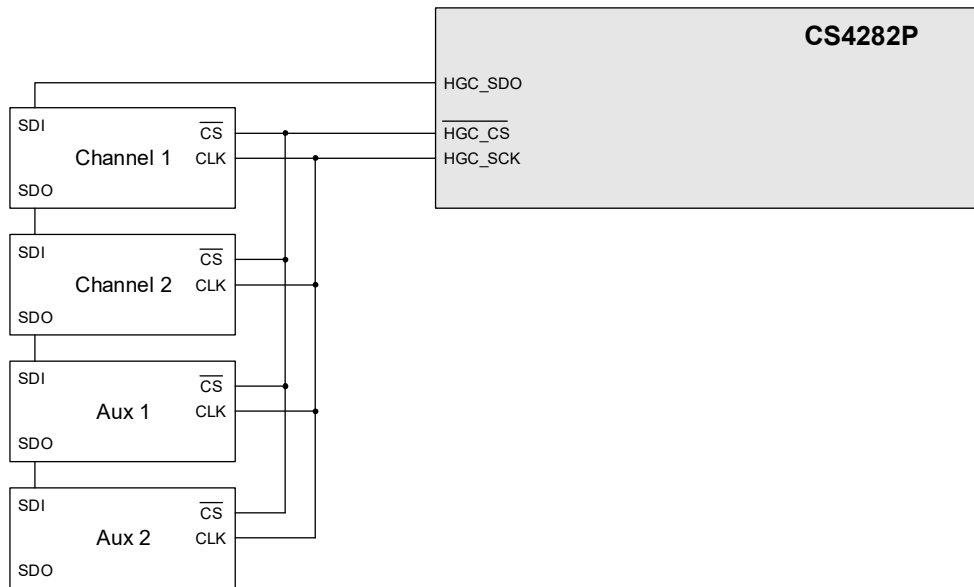 CS4282P
HGC_SDO
HGC_CS
HGC_SCK
SDI
CS
Channel 1
CLK
SDO
SDI
CS
Channel 2
CLK
SDO
SDI
CS
Aux 1
CLK
SDO
SDI
CS
Aux 2
CLK
SDO